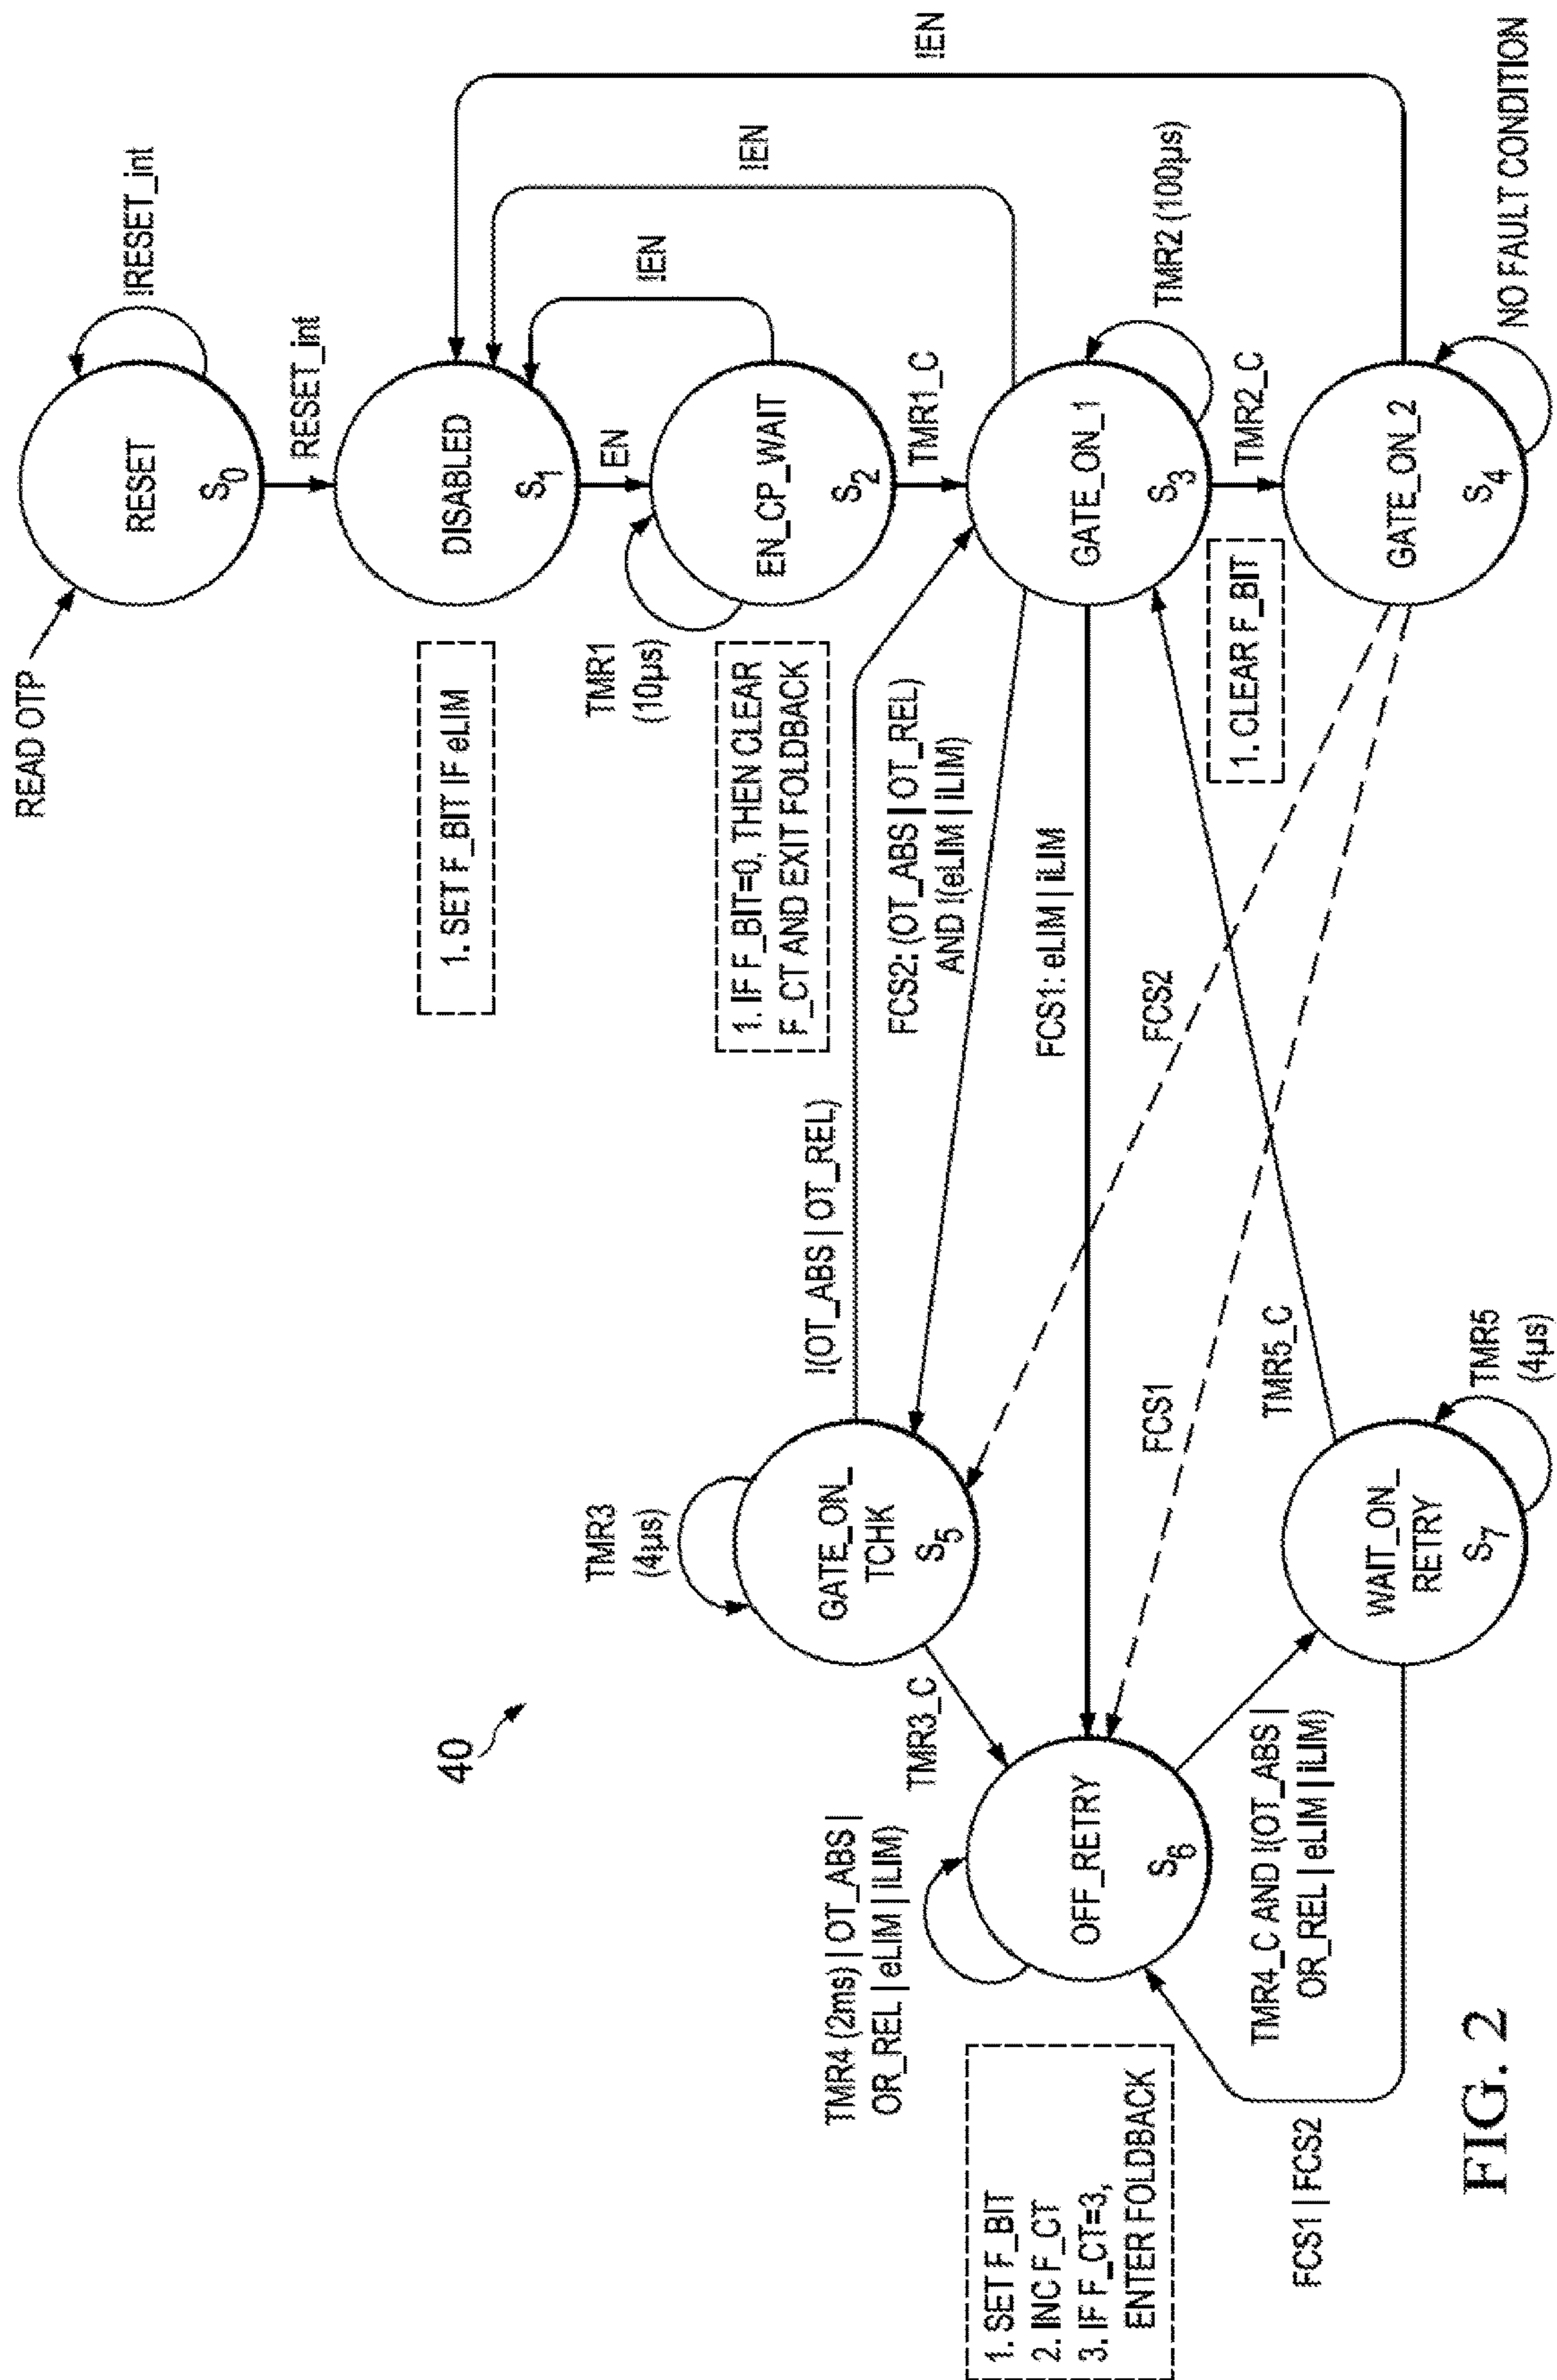 40
READ OTP
RESET
S0
!RESET_int
RESET_int
1. SET F_BIT IF eLIM
DISABLED
S1
!EN
!EN
!EN
EN
TMR1
(10µs)
EN_CP_WAIT
S2
1. IF F_BIT=0, THEN CLEAR
F_CT AND EXIT FOLDBACK
TMR1_C
TMR3
(4µs)
GATE_ON_
TCHK
S5
!(OT_ABS | OT_REL)
FCS2: (OT_ABS | OT_REL)
AND !(eLIM | iLIM)
GATE_ON_1
S3
TMR2 (100µs)
TMR3_C
FCS1: eLIM | iLIM
TMR4 (2ms) | OT_ABS |
OR_REL | eLIM | iLIM)
OFF_RETRY
S6
1. SET F_BIT
2. INC F_CT
3. IF F_CT=3,
ENTER FOLDBACK
FCS2
FCS1
1. CLEAR F_BIT
TMR2_C
TMR4_C AND !(OT_ABS |
OR_REL | eLIM | iLIM)
TMR5_C
FCS1 | FCS2
WAIT_ON_
RETRY
S7
TMR5
(4µs)
GATE_ON_2
S4
NO FAULT CONDITION
FIG. 2